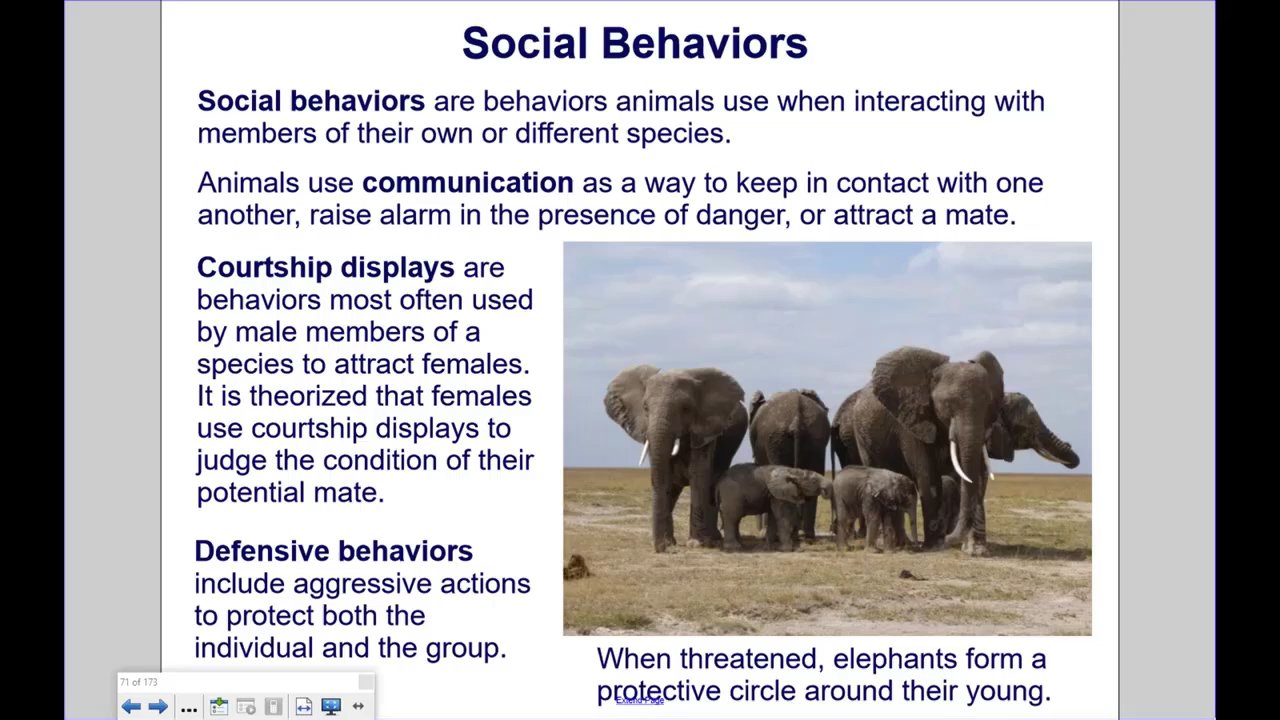 Social Behaviors
Social behaviors are behaviors animals use when interacting with
members of their own or different species.
Animals use communication as a way to keep in contact with one
another, raise alarm in the presence of danger, or attract a mate.
Courtship displays are
behaviors most often used
by male members of a
species to attract females.
It is theorized that females
use courtship displays to
judge the condition of their
potential mate.
Defensive behaviors
include aggressive actions
to protect both the
individual and the group.
When threatened, elephants form a
protective circle around their young.
Extend Page
71 of 173